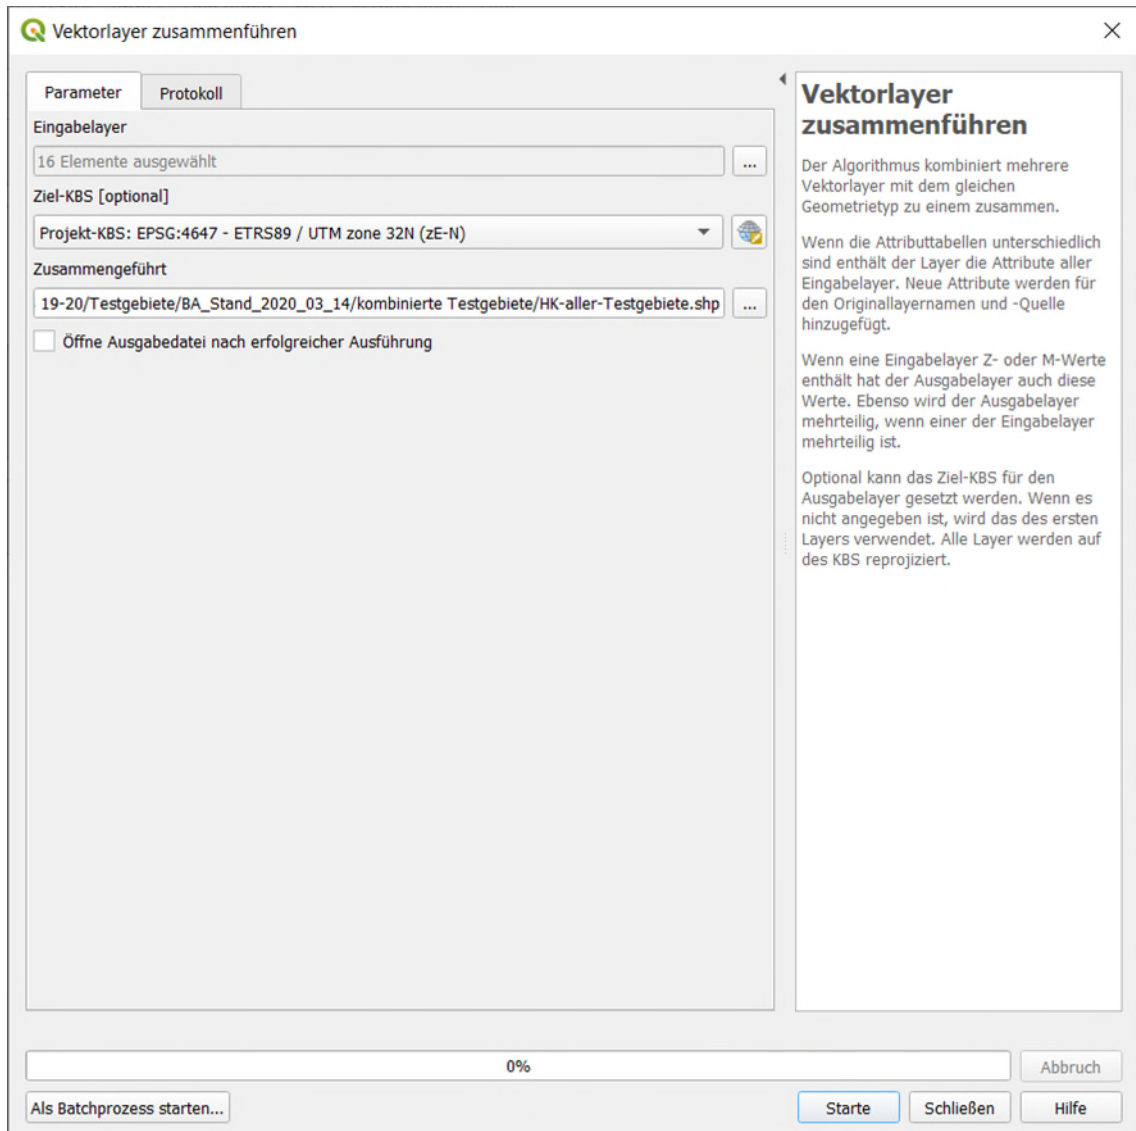 Vektorlayer zusammenführen
Parameter
Protokoll
Eingabelayer
16 Elemente ausgewählt
...
Ziel-KBS [optional]
Projekt-KBS: EPSG:4647 - ETRS89 / UTM zone 32N (zE-N)
Zusammengeführt
19-20/Testgebiete/BA_Stand_2020_03_14/kombinierte Testgebiete/HK-aller-Testgebiete.shp
...
Öffne Ausgabedatei nach erfolgreicher Ausführung
Vektorlayer
zusammenführen
Der Algorithmus kombiniert mehrere
Vektorlayer mit dem gleichen
Geometrietyp zu einem zusammen.
Wenn die Attributtabellen unterschiedlich
sind enthält der Layer die Attribute aller
Eingabelayer. Neue Attribute werden für
den Originallayernamen und -Quelle
hinzugefügt.
Wenn eine Eingabelayer Z- oder M-Werte
enthält hat der Ausgabelayer auch diese
Werte. Ebenso wird der Ausgabelayer
mehrteilig, wenn einer der Eingabelayer
mehrteilig ist.
Optional kann das Ziel-KBS für den
Ausgabelayer gesetzt werden. Wenn es
nicht angegeben ist, wird das des ersten
Layers verwendet. Alle Layer werden auf
des KBS reprojiziert.
0%
Abbruch
Als Batchprozess starten...
Starte
Schließen
Hilfe